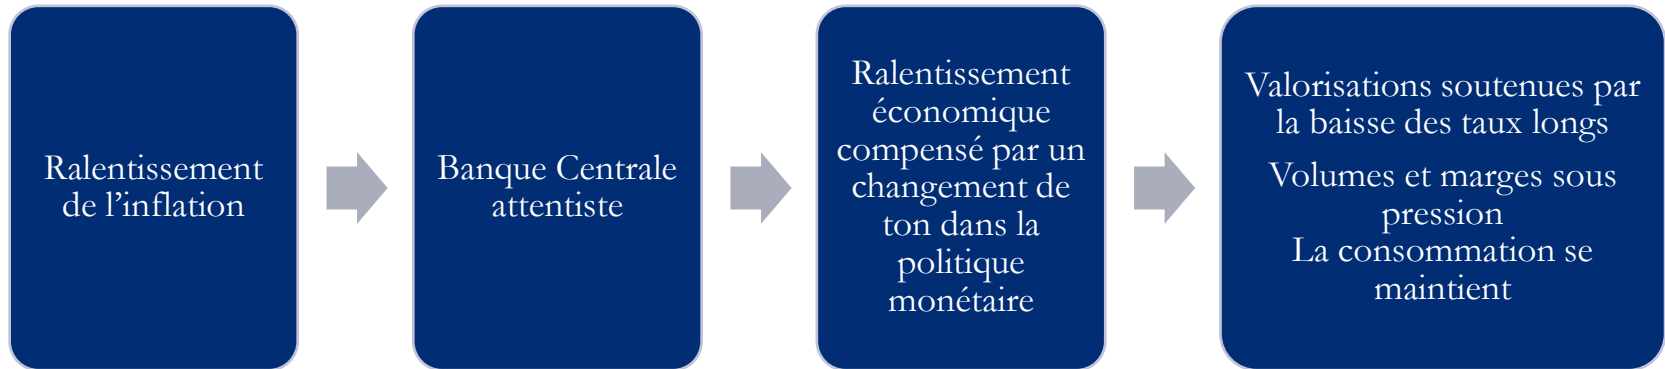 Ralentissement
de l’inflation
Banque Centrale
attentiste
Ralentissement
économique
compensé par un
changement de
ton dans la
politique
monétaire
Valorisations soutenues par
la baisse des taux longs
Volumes et marges sous
pression
La consommation se
maintient